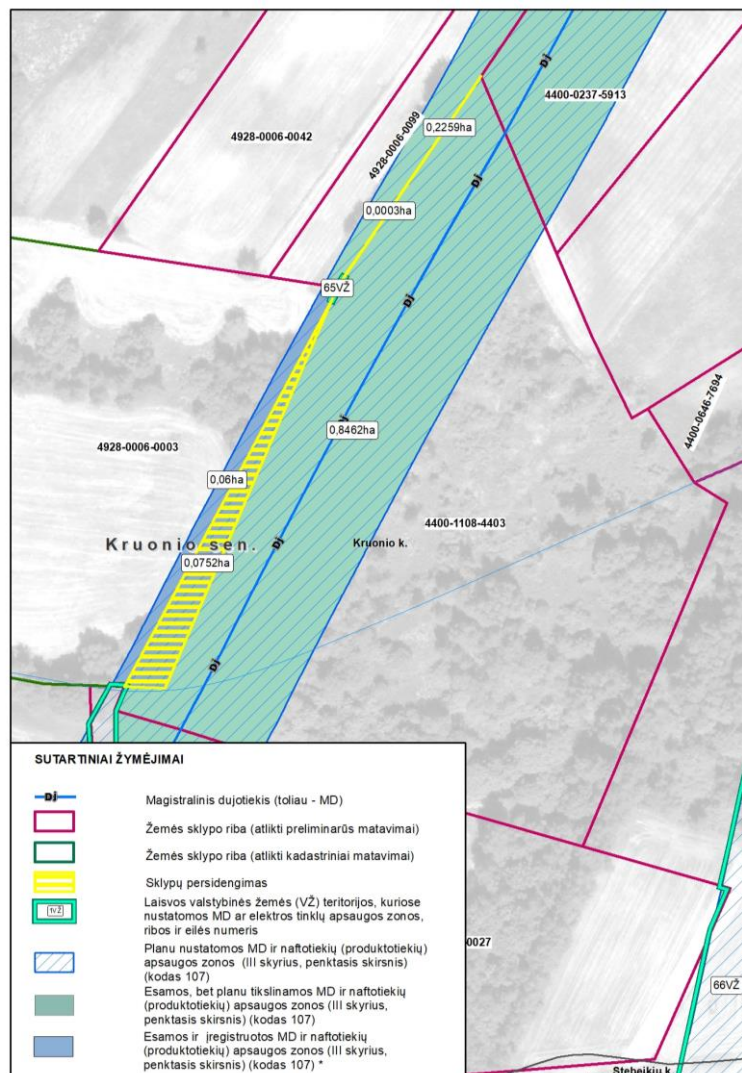 Dj
4400-0237-5913
0,2259ha
4928-0006-0042
4928-0006-0099
Dj
0,0003ha
65VŽ
Dj
0,8462ha
4400-0646-7694
4928-0006-0003
0,06ha
4400-1108-4403
Kruonio sen.
Dj
Kruonio k.
0,0752ha
Dj
SUTARTINIAI ŽYMĖJIMAI
Dj
Magistralinis dujotiekis (toliau - MD)
Žemės sklypo riba (atlikti preliminarūs matavimai)
Žemės sklypo riba (atlikti kadastriniai matavimai)
Sklypų persidengimas
1VŽ
Laisvos valstybinės žemės (VŽ) teritorijos, kuriose
nustatomos MD ar elektros tinklų apsaugos zonos,
ribos ir eilės numeris
Planu nustatomos MD ir naftotiekių (produktotiekių)
apsaugos zonos (III skyrius, penktasis skirsnis)
(kodas 107)
Esamos, bet planu tikslinamos MD ir naftotiekių
(produktotiekių) apsaugos zonos (III skyrius,
penktasis skirsnis) (kodas 107)
Esamos ir įregistruotos MD ir naftotiekių
(produktotiekių) apsaugos zonos (III skyrius,
penktasis skirsnis) (kodas 107) *
0027
66VŽ
Stebeikių k.